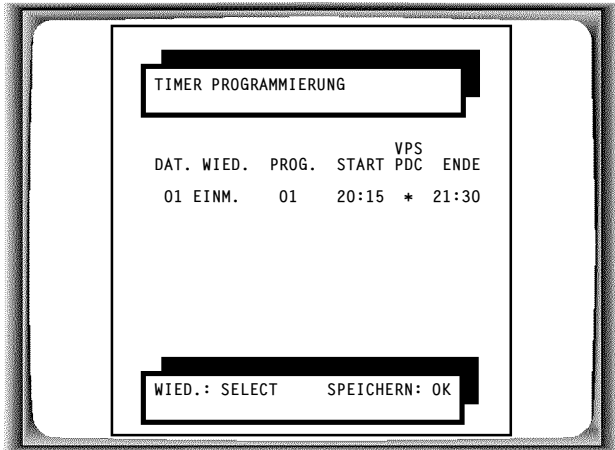 TIMER PROGRAMMIERUNG
VPS
DAT. WIED. PROG. START PDC ENDE
01 EINM. 01 20:15 * 21:30
WIED.: SELECT SPEICHERN: OK